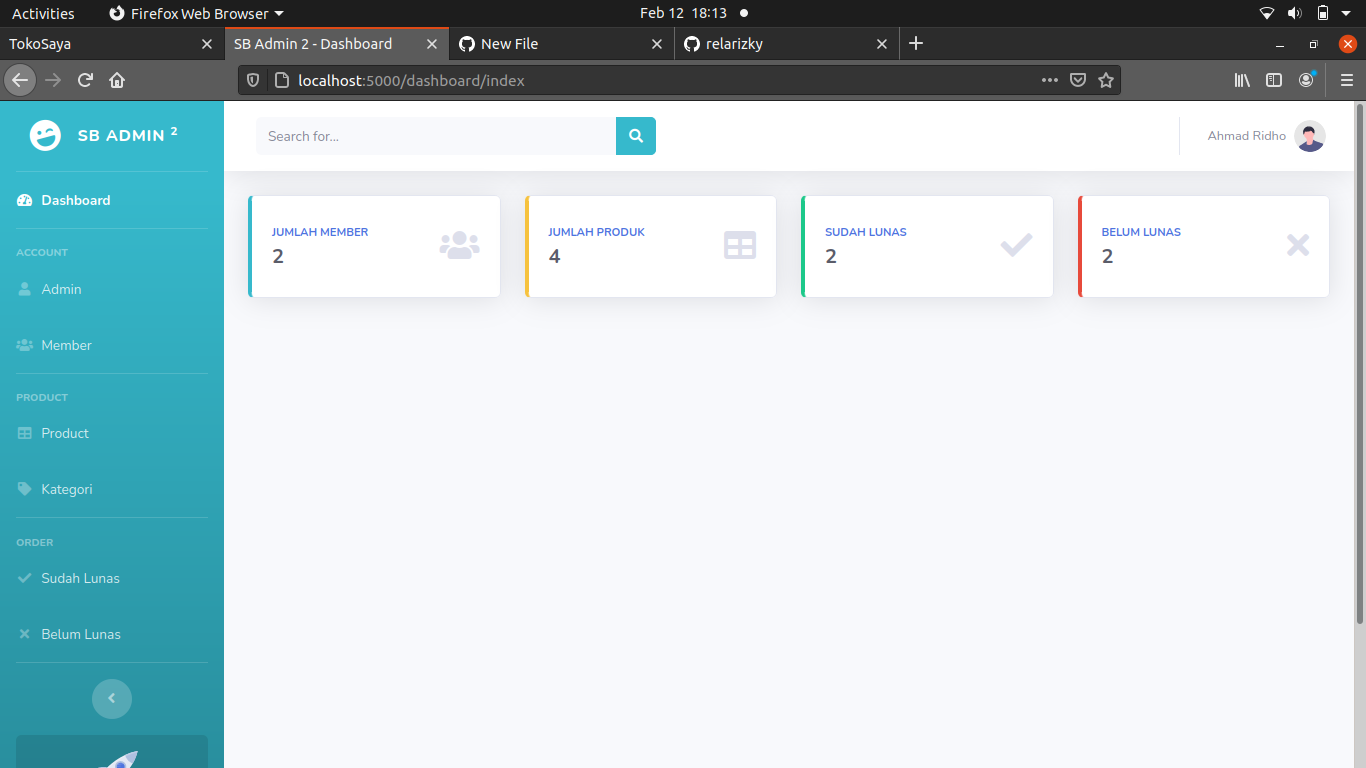 Activities Firefox Web Browser Feb 12 18:13
TokoSaya SB Admin 2 - Dashboard New File relarizky
localhost:5000/dashboard/index
SB ADMIN 2
Search for...
Ahmad Ridho
Dashboard
ACCOUNT
Admin
Member
PRODUCT
Product
Kategori
ORDER
Sudah Lunas
Belum Lunas
JUMLAH MEMBER
2
JUMLAH PRODUK
4
SUDAH LUNAS
2
BELUM LUNAS
2